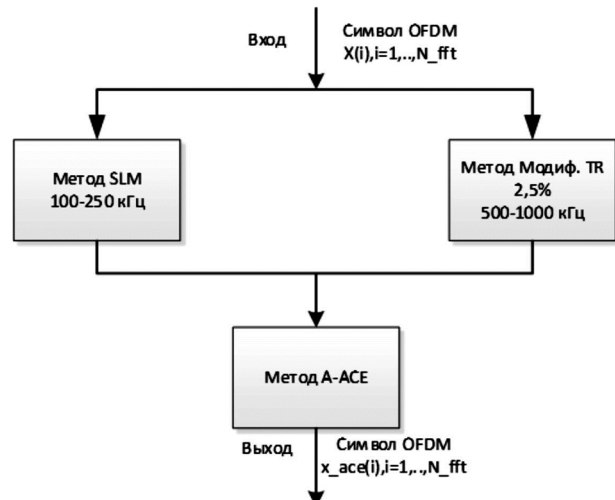 Вход
Символ OFDM
X(i),i=1,..,N_fft
Метод SLM
100-250 кГц
Метод Модиф. TR
2,5%
500-1000 кГц
Метод A-ACE
Выход
Символ OFDM
x_ace(i),i=1,..,N_fft